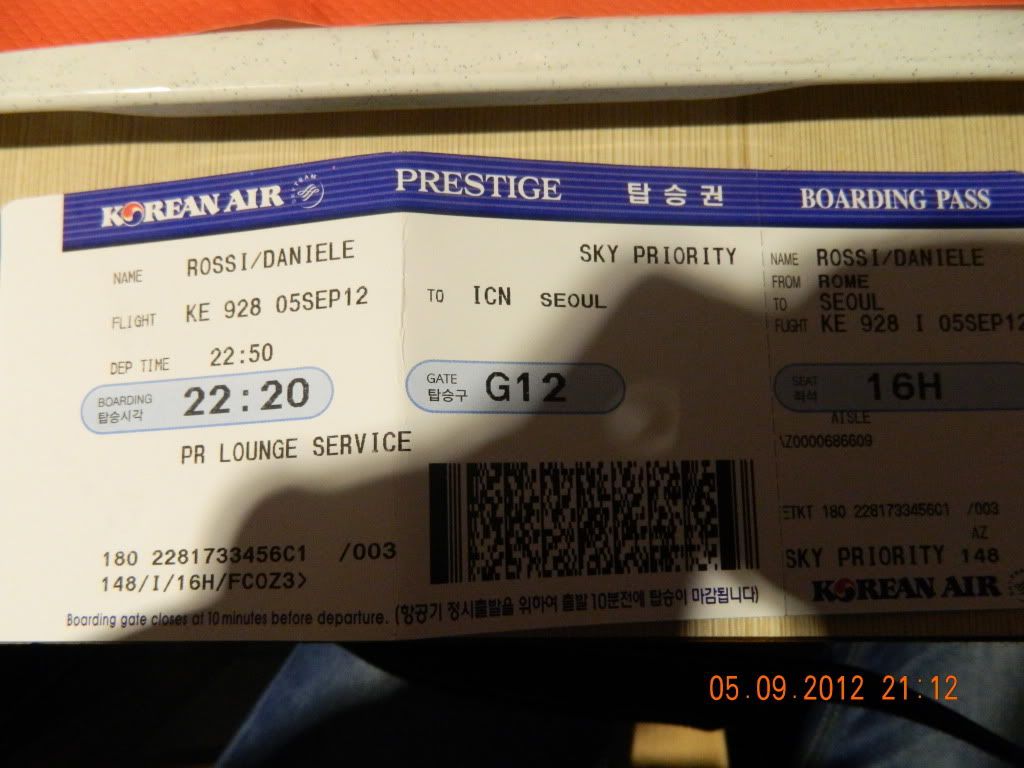 KOREAN AIR PRESTIGE 탑승권 BOARDING PASS
NAME ROSSI/DANIELE
FLIGHT KE 928 05SEP12
DEP TIME 22:50
BOARDING 탑승시각 22:20
PR LOUNGE SERVICE
180 2281733456C1 /003
148/I/16H/FCOZ3>
Boarding gate closes at 10 minutes before departure. (항공기 정시출발을 위하여 출발 10분전에 탑승이 마감됩니다)
SKY PRIORITY
TO ICN SEOUL
GATE 탑승구 G12
NAME ROSSI/DANIELE
FROM ROME
TO SEOUL
FLIGHT KE 928 I 05SEP12
SEAT 좌석 16H
AISLE
\Z0000686609
ETKT 180 2281733456C1 /003
AZ
SKY PRIORITY 148
KOREAN AIR
05.09.2012 21:12